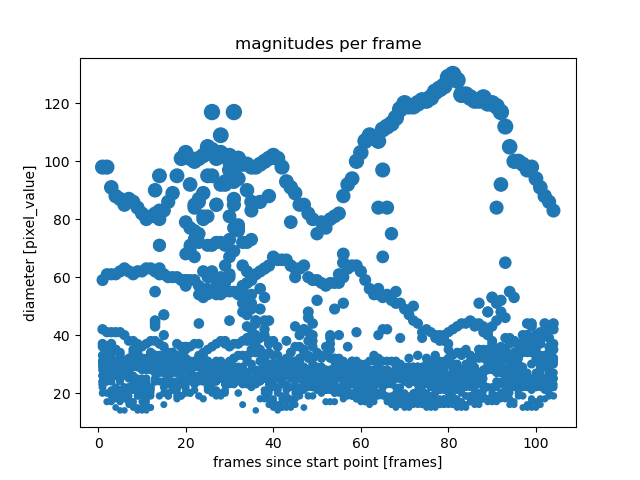 magnitudes per frame
120
100
80
60
40
20
diameter [pixel_value]
0 20 40 60 80 100
frames since start point [frames]